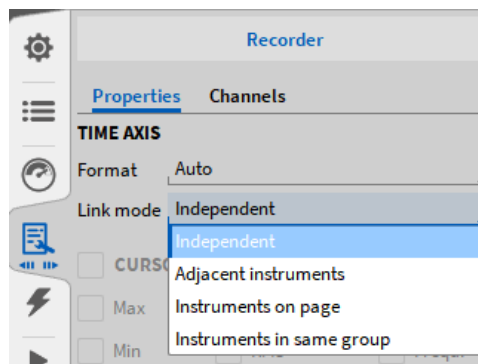 Recorder
Properties Channels
TIME AXIS
Format Auto
Link mode Independent
Independent
Adjacent instruments
Instruments on page
Instruments in same group
Max
Min